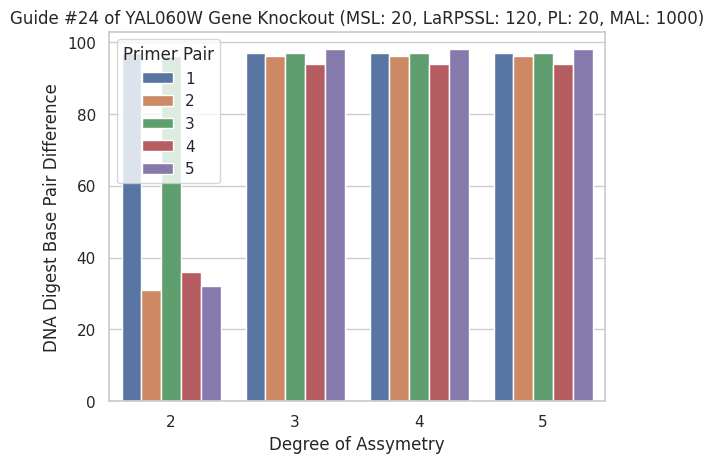 Guide #24 of YAL060W Gene Knockout (MSL: 20, LaRPSSL: 120, PL: 20, MAL: 1000)
DNA Digest Base Pair Difference
100
80
60
40
20
0
Primer Pair
1
2
3
4
5
2 3 4 5
Degree of Assymetry